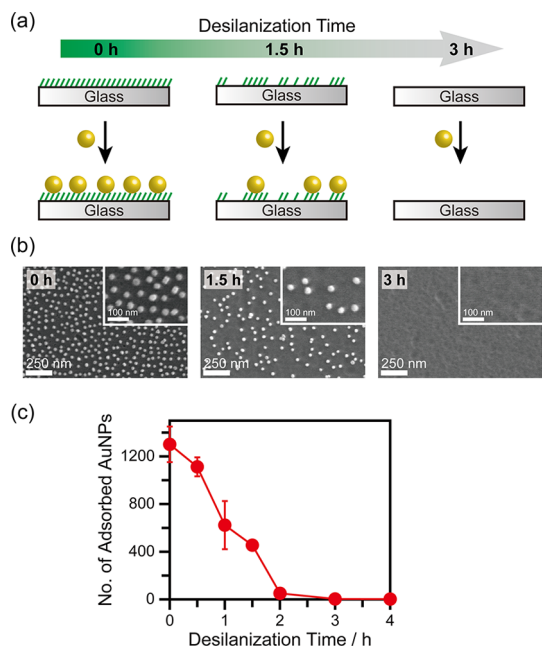 (a)
Desilanization Time
0 h 1.5 h 3 h
Glass Glass Glass
Glass Glass Glass
(b)
0 h 1.5 h 3 h
100 nm 100 nm 100 nm
250 nm 250 nm 250 nm
(c)
No. of Adsorbed AuNPs
1200
800
400
0
0 1 2 3 4
Desilanization Time / h